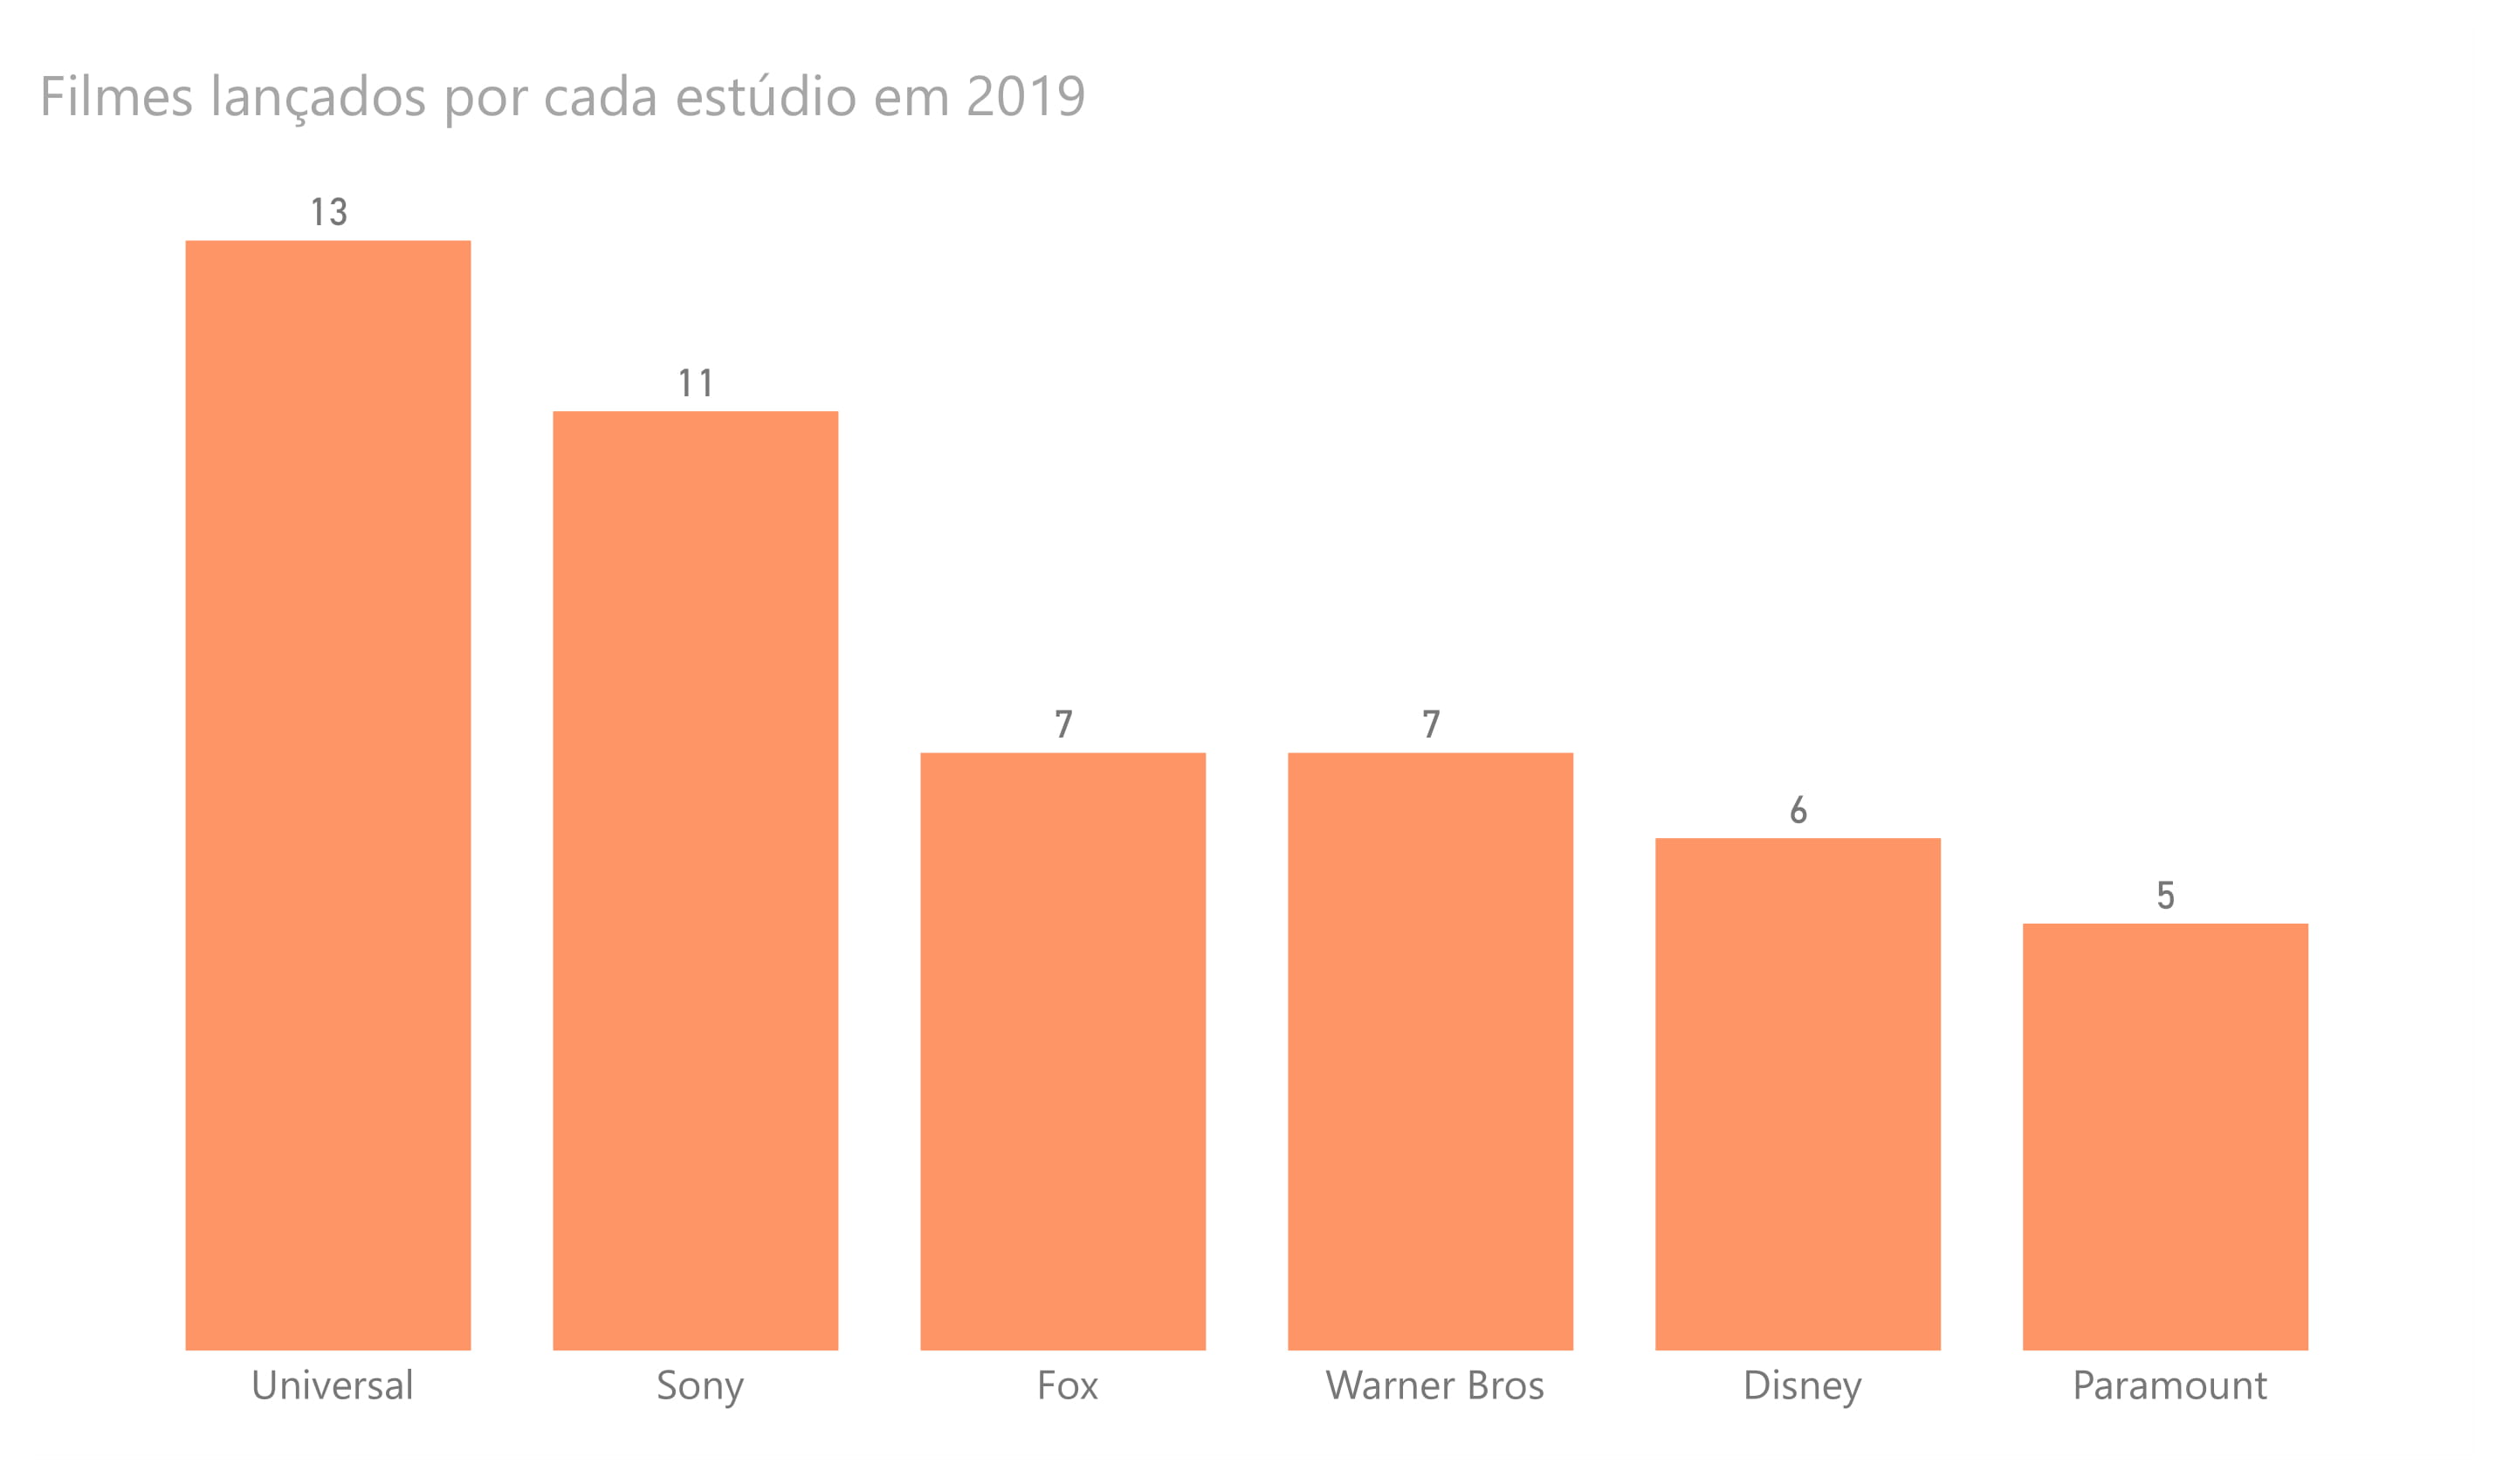 Filmes lançados por cada estúdio em 2019
13
11
7
7
6
5
Universal
Sony
Fox
Warner Bros
Disney
Paramount